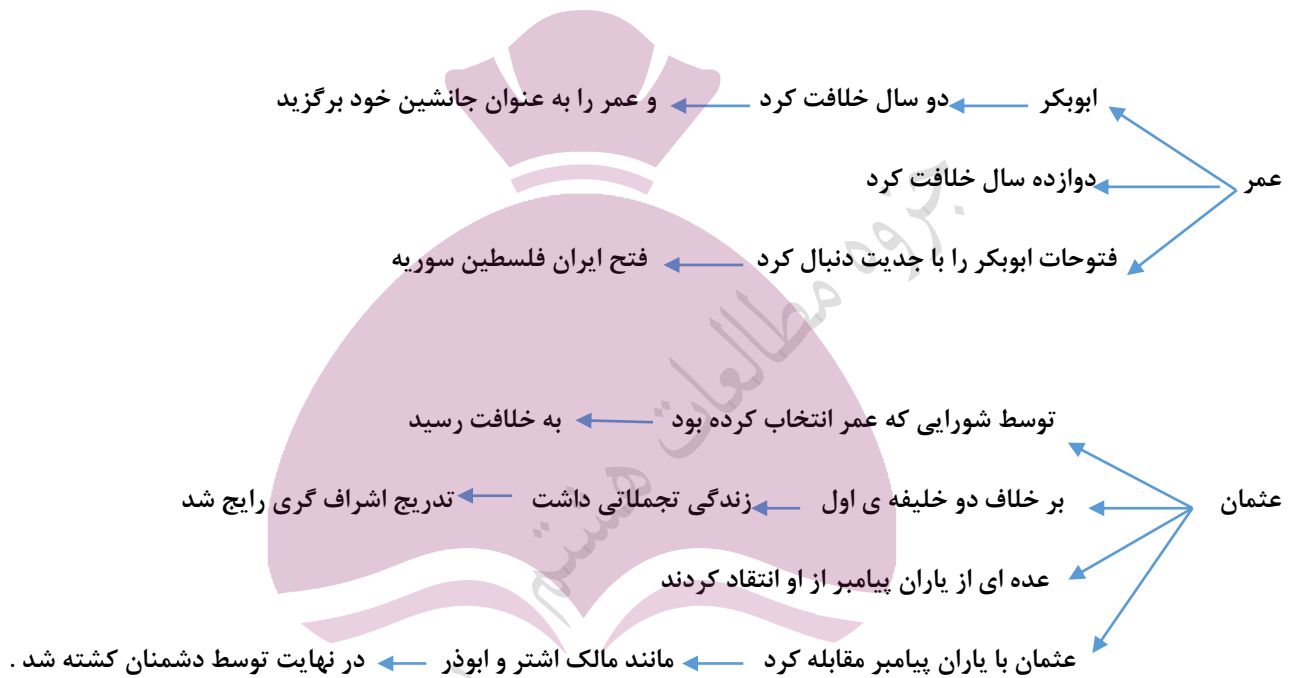 ابوبکر دو سال خلافت کرد و عمر را به عنوان جانشین خود برگزید
عمر دوازده سال خلافت کرد
فتوحات ابوبکر را با جدیت دنبال کرد فتح ایران فلسطین سوریه
توسط شورایی که عمر انتخاب کرده بود به خلافت رسید
عثمان بر خلاف دو خلیفه ی اول زندگی تجملاتی داشت تدریج اشراف گری رایج شد
عده ای از یاران پیامبر از او انتقاد کردند
عثمان با یاران پیامبر مقابله کرد مانند مالک اشتر و ابوذر در نهایت توسط دشمنان کشته شد .
جزوه مطالعات هشتم